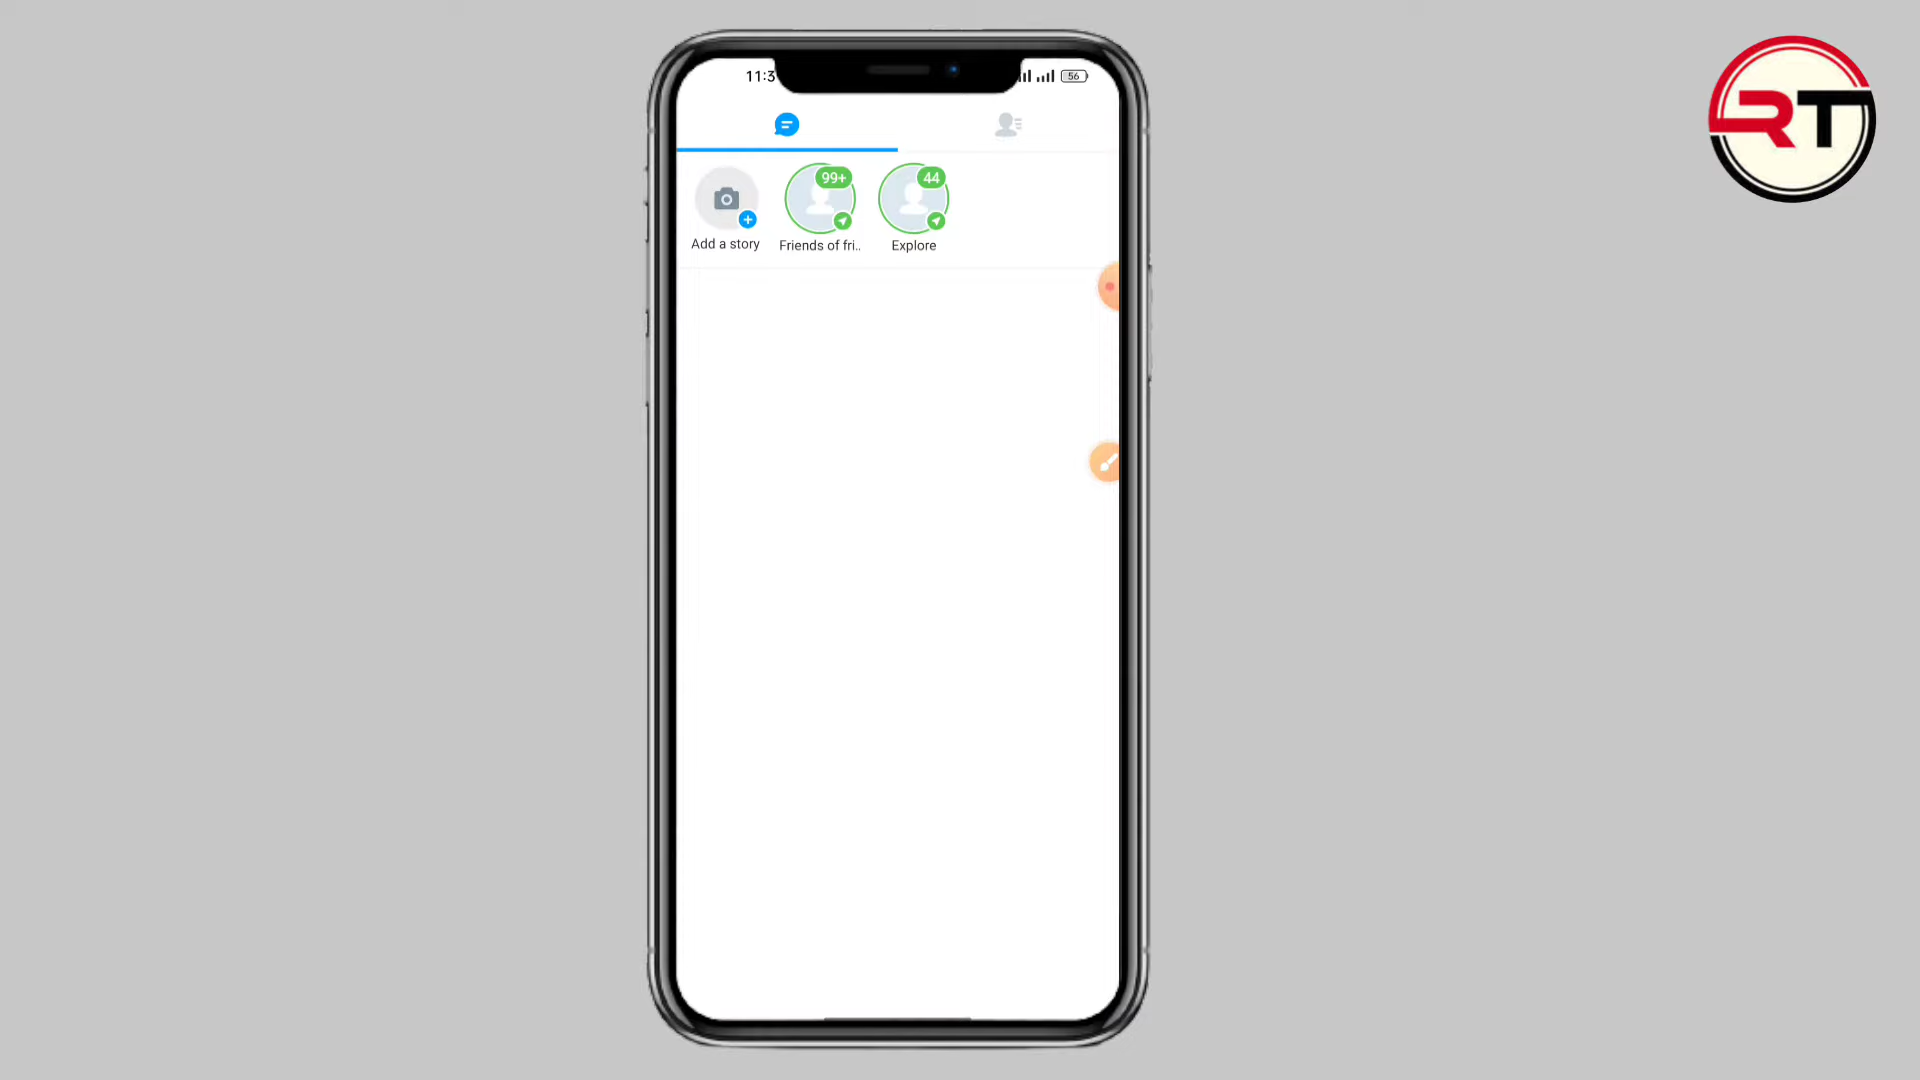 RT
11:3
56
99+
44
Add a story
Friends of fri..
Explore